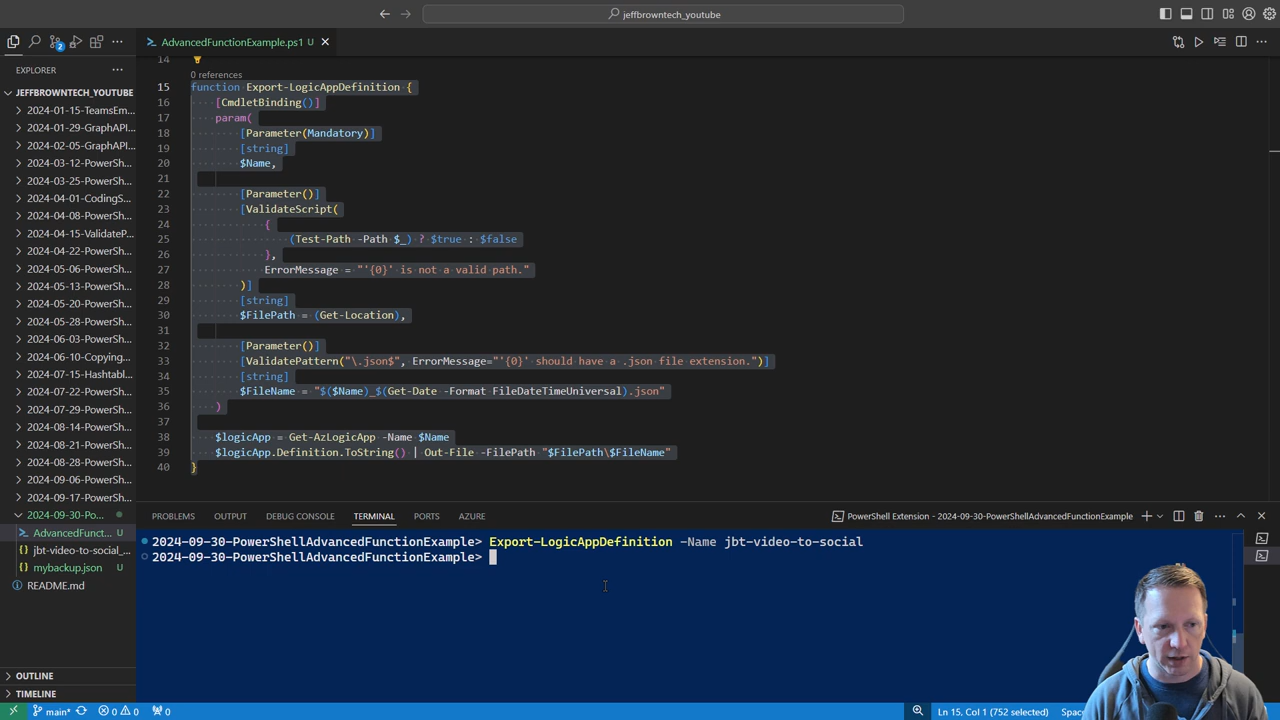 jeffbrowntech_youtube
AdvancedFunctionExample.ps1 U
EXPLORER
JEFFBROWNTECH_YOUTUBE
2024-01-15-TeamsEm...
2024-01-29-GraphAPI...
2024-02-05-GraphAPI...
2024-03-12-PowerSh...
2024-03-25-PowerSh...
2024-04-01-CodingS...
2024-04-08-PowerSh...
2024-04-15-ValidateP...
2024-04-22-PowerSh...
2024-05-06-PowerSh...
2024-05-13-PowerSh...
2024-05-20-PowerSh...
2024-05-28-PowerSh...
2024-06-03-PowerSh...
2024-06-10-Copying...
2024-07-15-Hashtabl...
2024-07-22-PowerSh...
2024-07-29-PowerSh...
2024-08-14-PowerSh...
2024-08-21-PowerSh...
2024-08-28-PowerSh...
2024-09-06-PowerSh...
2024-09-17-PowerSh...
2024-09-30-Po...
AdvancedFunct... U
jbt-video-to-social_... U
mybackup.json U
README.md
OUTLINE
TIMELINE
14
0 references
15 function Export-LogicAppDefinition {
16 [CmdletBinding()]
17 param(
18 [Parameter(Mandatory)]
19 [string]
20 $Name,
21
22 [Parameter()]
23 [ValidateScript(
24 {
25 (Test-Path -Path $_) ? $true : $false
26 },
27 ErrorMessage = "'{0}' is not a valid path."
28 )]
29 [string]
30 $FilePath = (Get-Location),
31
32 [Parameter()]
33 [ValidatePattern("\.json$", ErrorMessage="'{0}' should have a .json file extension.")]
34 [string]
35 $FileName = "$($Name)_$(Get-Date -Format FileDateTimeUniversal).json"
36 )
37
38 $logicApp = Get-AzLogicApp -Name $Name
39 $logicApp.Definition.ToString() | Out-File -FilePath "$FilePath\$FileName"
40 }
PROBLEMS OUTPUT DEBUG CONSOLE TERMINAL PORTS AZURE
PowerShell Extension - 2024-09-30-PowerShellAdvancedFunctionExample
2024-09-30-PowerShellAdvancedFunctionExample> Export-LogicAppDefinition -Name jbt-video-to-social
2024-09-30-PowerShellAdvancedFunctionExample>
main* 0 0 0 Ln 15, Col 1 (752 selected)